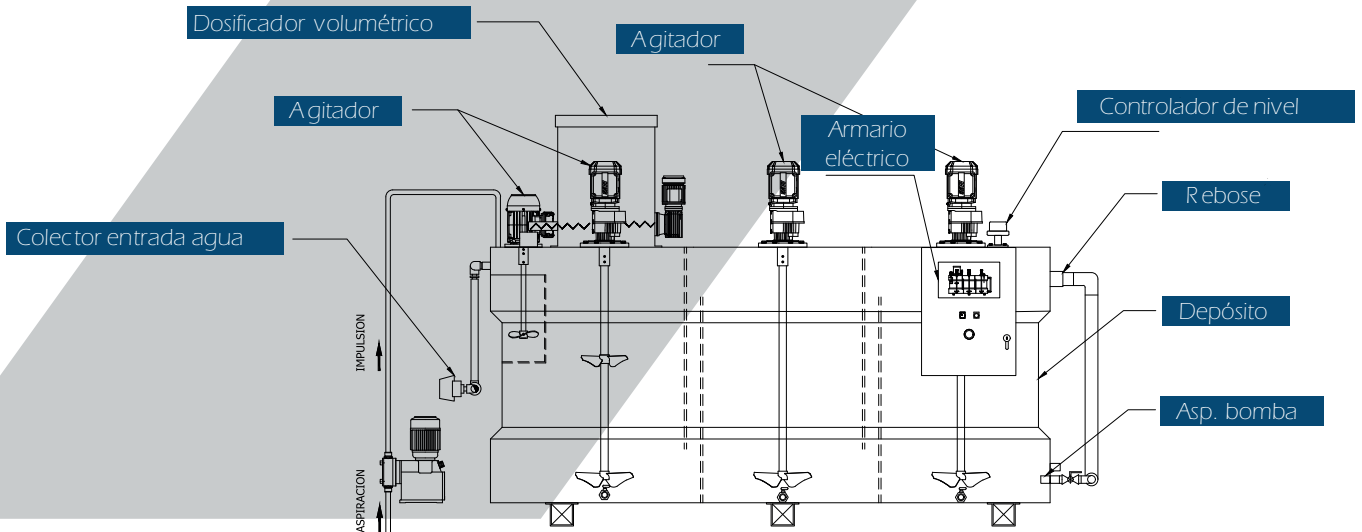 Dosificador volumétrico
Agitador
Agitador
Controlador de nivel
Armario
eléctrico
Rebose
Colector entrada agua
Depósito
IMPULSION
Asp. bomba
ASPIRACION